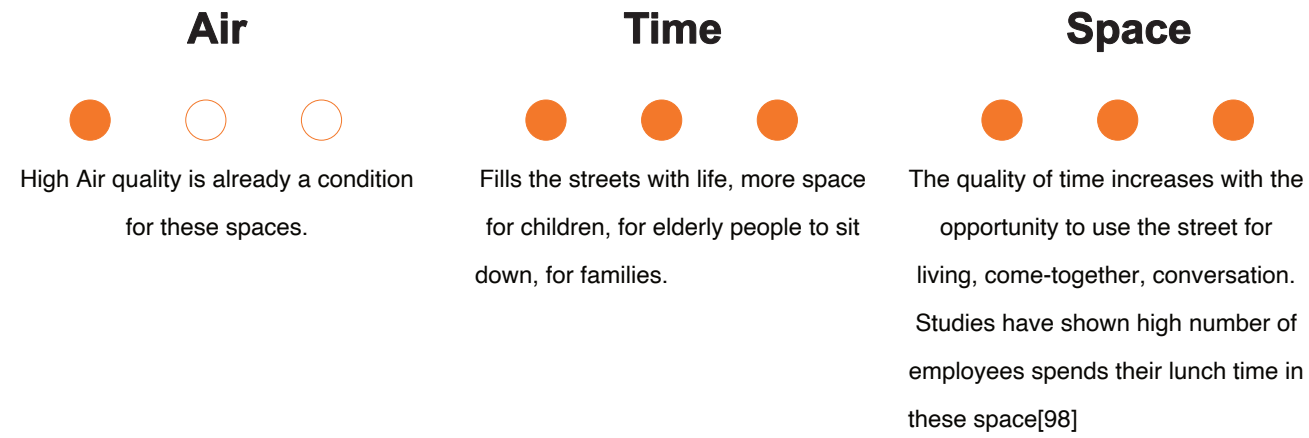 Air
High Air quality is already a condition
for these spaces.
Time
Fills the streets with life, more space
for children, for elderly people to sit
down, for families.
Space
The quality of time increases with the
opportunity to use the street for
living, come-together, conversation.
Studies have shown high number of
employees spends their lunch time in
these space[98]